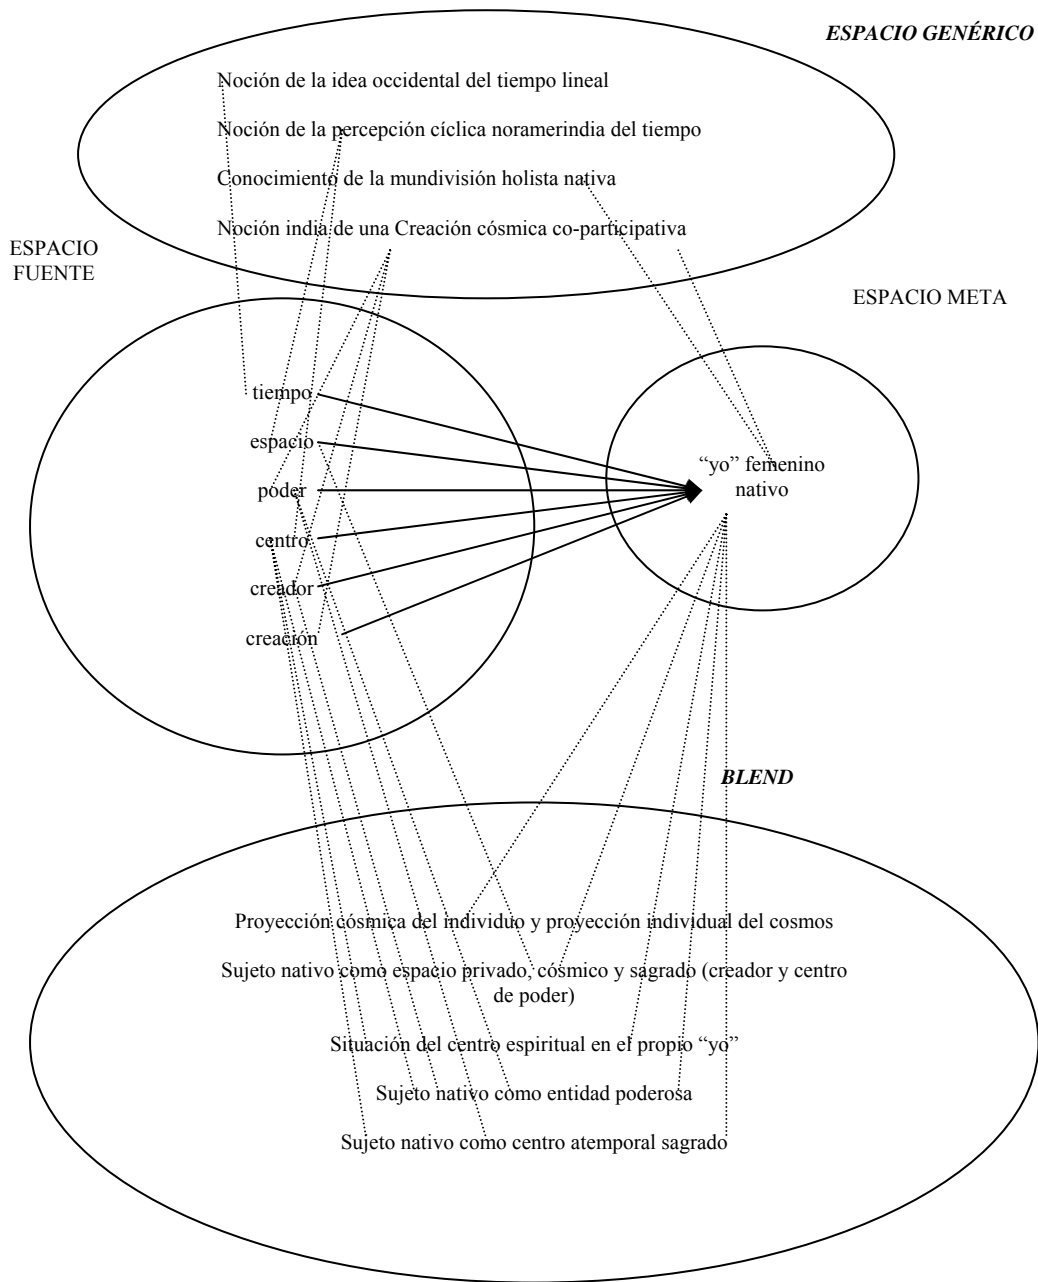 ESPACIO GENÉRICO
Noción de la idea occidental del tiempo lineal
Noción de la percepción cíclica noramerindia del tiempo
Conocimiento de la mundivisión holista nativa
Noción india de una Creación cósmica co-participativa
ESPACIO
FUENTE
ESPACIO META
tiempo
espacio
poder
centro
creador
creación
“yo” femenino
nativo
BLEND
Proyección cósmica del individuo y proyección individual del cosmos
Sujeto nativo como espacio privado, cósmico y sagrado (creador y centro
de poder)
Situación del centro espiritual en el propio “yo”
Sujeto nativo como entidad poderosa
Sujeto nativo como centro atemporal sagrado